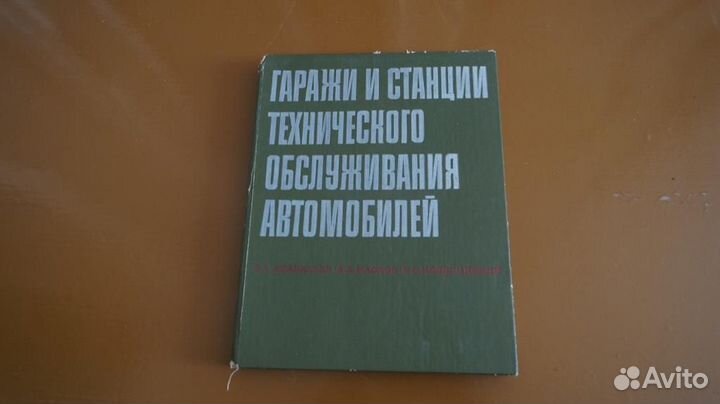 ГАРАЖИ И СТАНЦИИ
ТЕХНИЧЕСКОГО
ОБСЛУЖИВАНИЯ
АВТОМОБИЛЕЙ
Avito